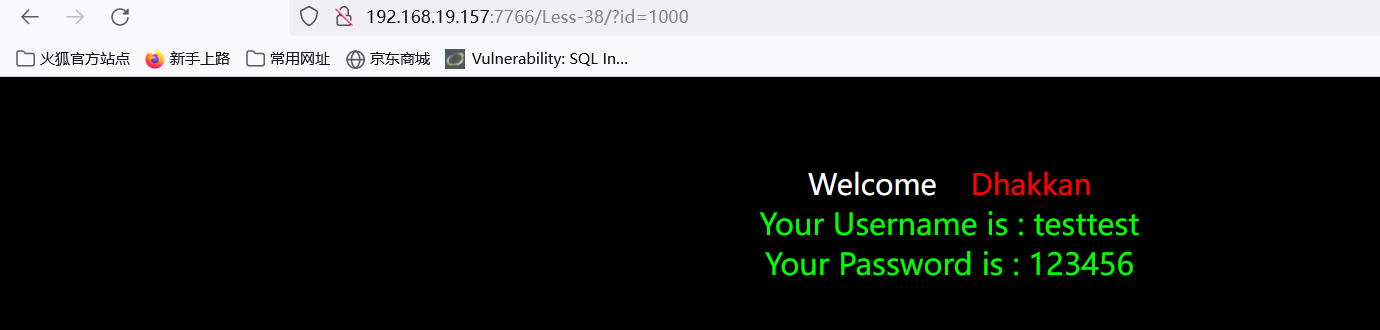 192.168.19.157:7766/Less-38/?id=1000
火狐官方站点 新手上路 常用网址 京东商城 Vulnerability: SQL In...
Welcome Dhakkan
Your Username is : testtest
Your Password is : 123456